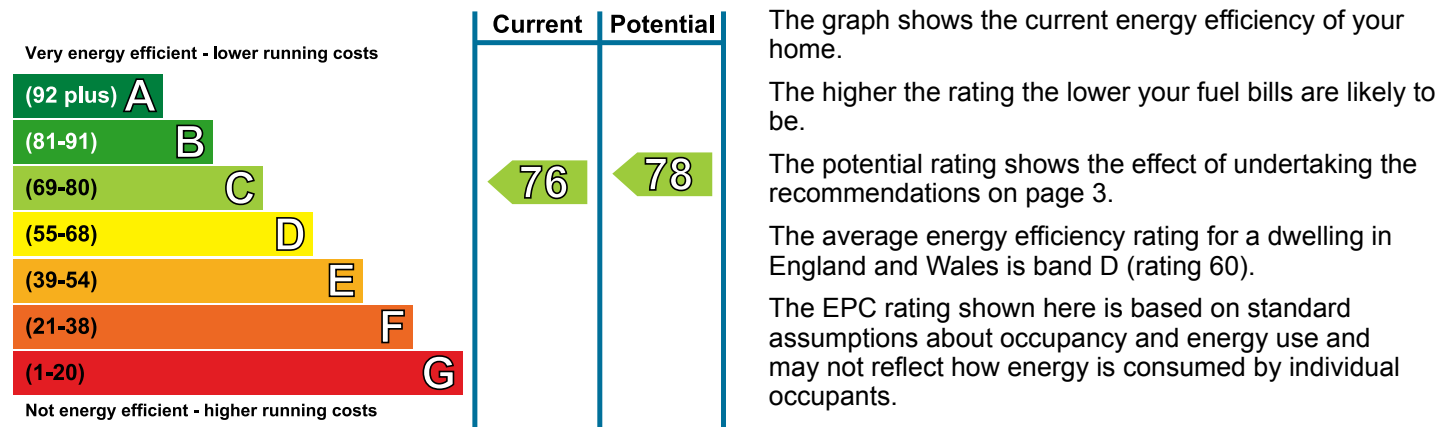 Current Potential
Very energy efficient - lower running costs
(92 plus) A
(81-91) B
(69-80) C
(55-68) D
(39-54) E
(21-38) F
(1-20) G
Not energy efficient - higher running costs
76 78
The graph shows the current energy efficiency of your
home.
The higher the rating the lower your fuel bills are likely to
be.
The potential rating shows the effect of undertaking the
recommendations on page 3.
The average energy efficiency rating for a dwelling in
England and Wales is band D (rating 60).
The EPC rating shown here is based on standard
assumptions about occupancy and energy use and
may not reflect how energy is consumed by individual
occupants.